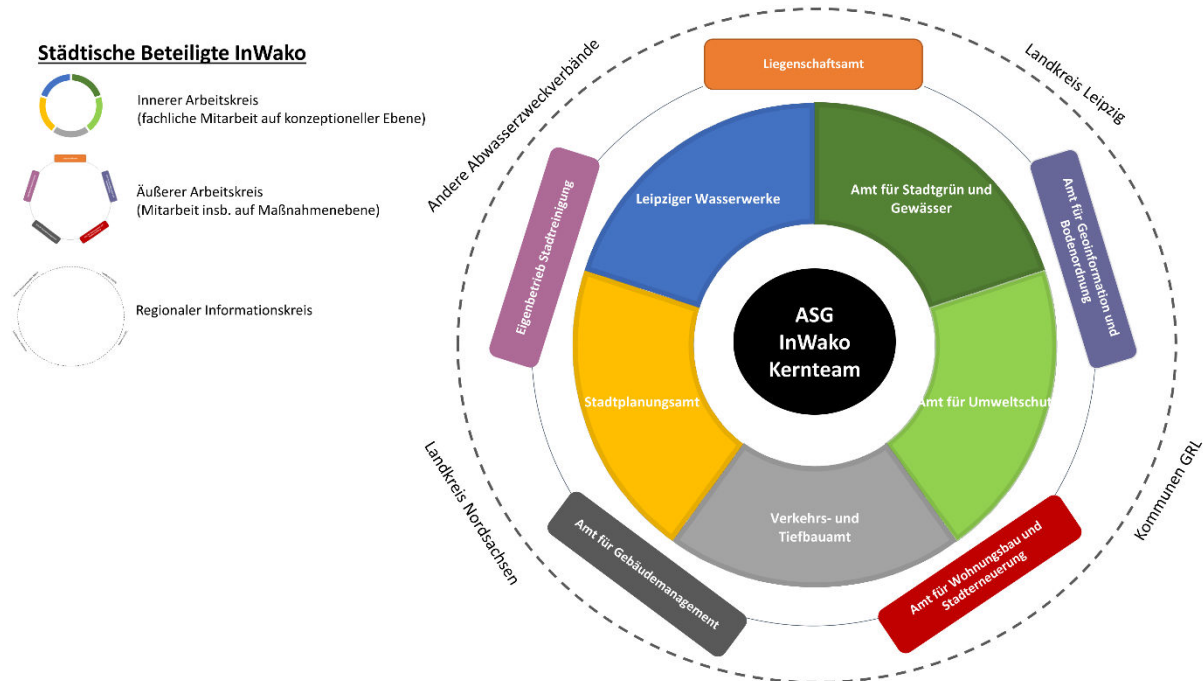 Städtische Beteiligte InWako
Innerer Arbeitskreis
(fachliche Mitarbeit auf konzeptioneller Ebene)
Äußerer Arbeitskreis
(Mitarbeit insb. auf Maßnahmenebene)
Regionaler Informationskreis
Andere Abwasserzweckverbände
Landkreis Leipzig
Kommunen GRL
Landkreis Nordsachsen
Liegenschaftsamt
Amt für Geoinformation und
Bodenordnung
Amt für Wohnungsbau und
Stadterneuerung
Amt für Gebäudemanagement
Eigenbetrieb Stadtreinigung
Leipziger Wasserwerke
Amt für Stadtgrün und
Gewässer
Amt für Umweltschut
Verkehrs- und
Tiefbauamt
Stadtplanungsamt
ASG
InWako
Kernteam